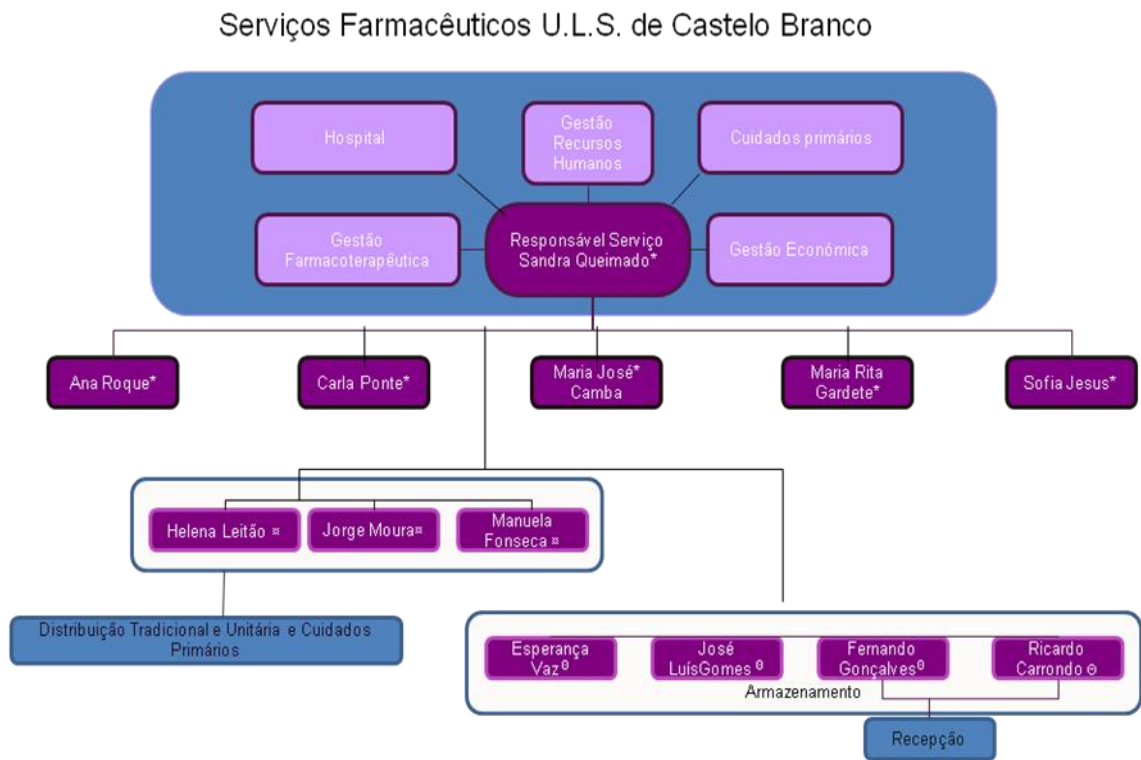 Serviços Farmacêuticos U.L.S. de Castelo Branco
Hospital
Gestão
Recursos
Humanos
Cuidados primários
Gestão
Farmacoterapêutica
Responsável Serviço
Sandra Queimado*
Gestão Económica
Ana Roque*
Carla Ponte*
Maria José*
Camba
Maria Rita
Gardete*
Sofia Jesus*
Helena Leitão ¤
Jorge Moura¤
Manuela
Fonseca ¤
Distribuição Tradicional e Unitária e Cuidados
Primários
Esperança
Vaz Θ
José
LuísGomes Θ
Fernando
GonçalvesΘ
Ricardo
Carrondo Θ
Armazenamento
Recepção